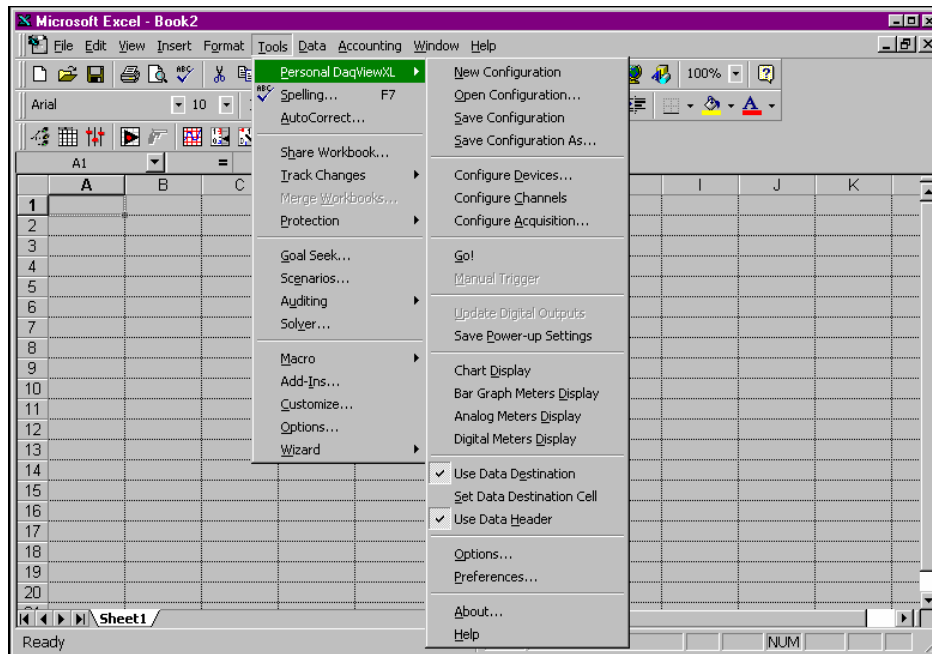 Microsoft Excel - Book2
File Edit View Insert Format Tools Data Accounting Window Help
ABC 100% ?
Arial 10 A
A1 =
A B C I J K
1
2
3
4
5
6
7
8
9
10
11
12
13
14
15
16
17
18
19
20
Personal DaqViewXL
ABC Spelling... F7
AutoCorrect...
Share Workbook...
Track Changes
Merge Workbooks...
Protection
Goal Seek...
Scenarios...
Auditing
Solver...
Macro
Add-Ins...
Customize...
Options...
Wizard
New Configuration
Open Configuration...
Save Configuration
Save Configuration As...
Configure Devices...
Configure Channels
Configure Acquisition...
Go!
Manual Trigger
Update Digital Outputs
Save Power-up Settings
Chart Display
Bar Graph Meters Display
Analog Meters Display
Digital Meters Display
Use Data Destination
Set Data Destination Cell
Use Data Header
Options...
Preferences...
About...
Help
Sheet1
Ready NUM